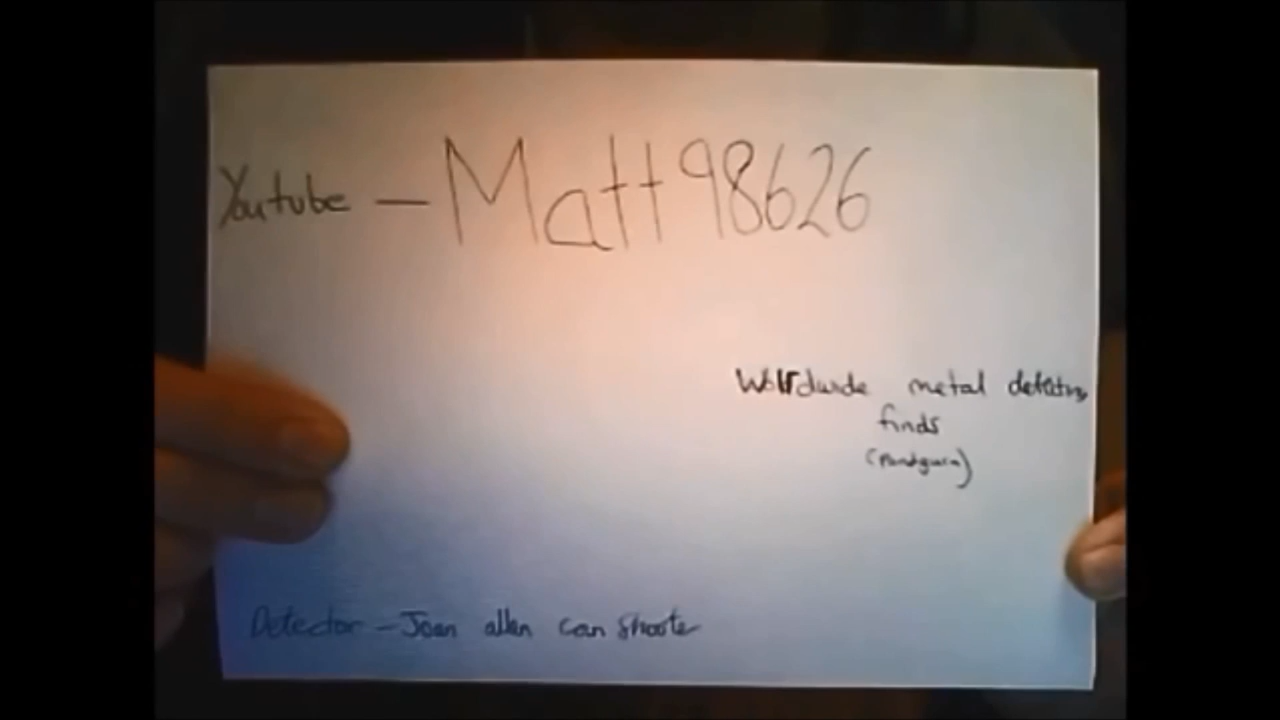 Youtube - Matt98626
Worldwide metal detecting
finds
Detector - Joan allen can shooter